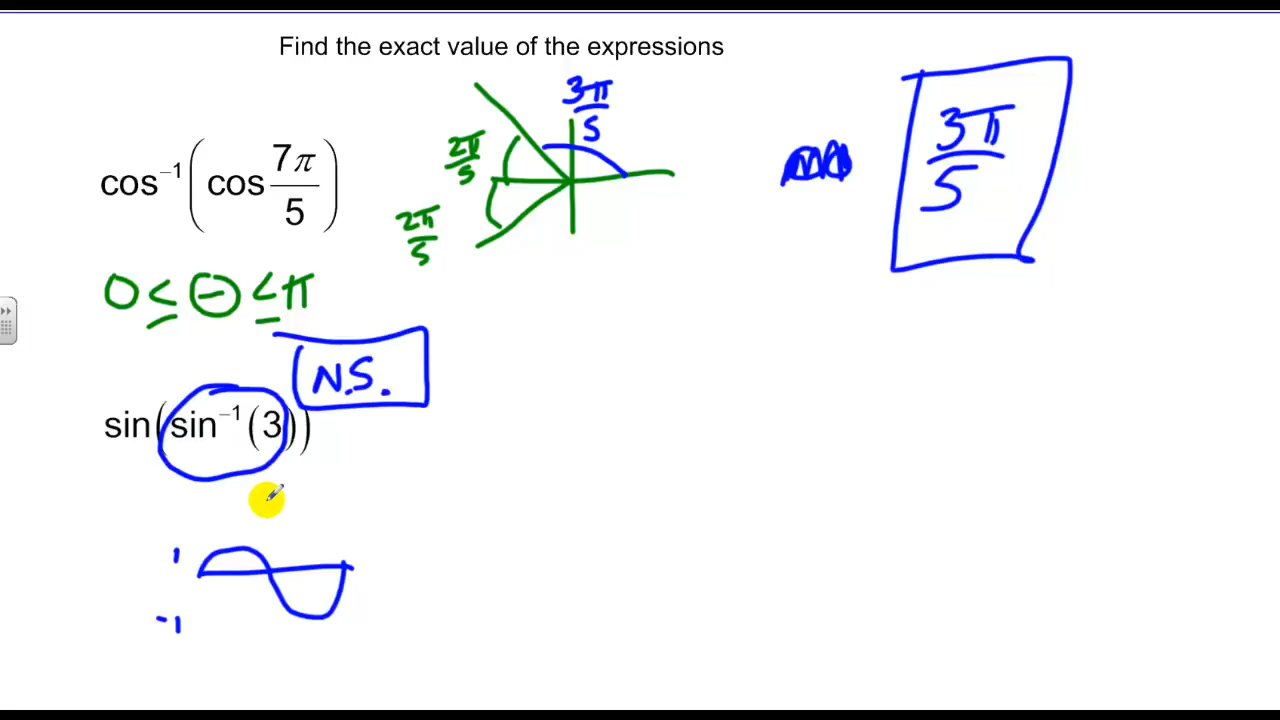 Find the exact value of the expressions
cos⁻¹(cos 7π/5)
2π/5
2π/5
3π/5
3π/5
0 ≤ Θ ≤ π
N.S.
sin(sin⁻¹(3))
1
-1